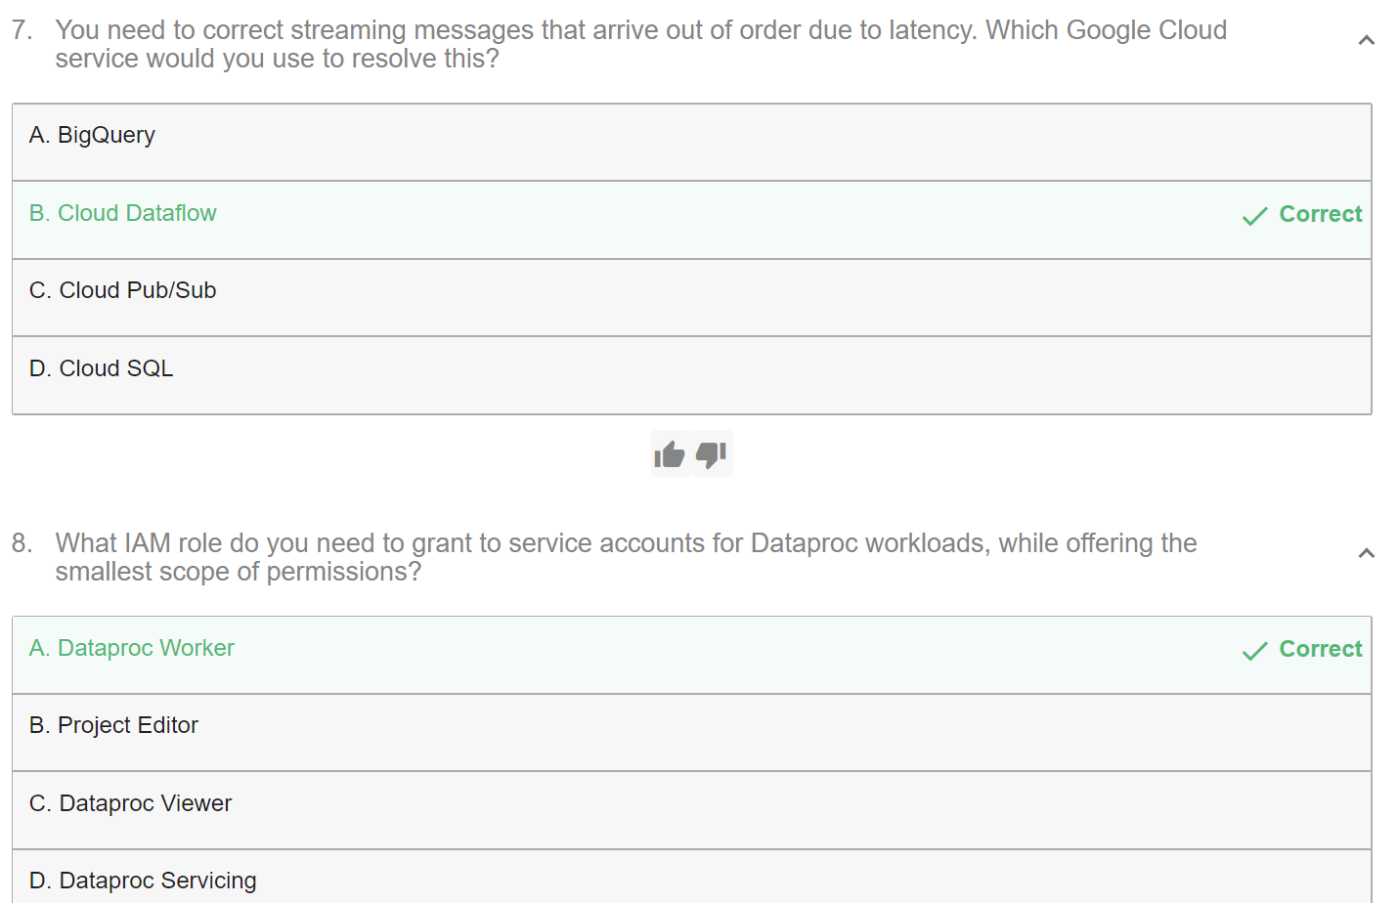 7. You need to correct streaming messages that arrive out of order due to latency. Which Google Cloud
service would you use to resolve this?
A. BigQuery
B. Cloud Dataflow
Correct
C. Cloud Pub/Sub
D. Cloud SQL
8. What IAM role do you need to grant to service accounts for Dataproc workloads, while offering the
smallest scope of permissions?
A. Dataproc Worker
Correct
B. Project Editor
C. Dataproc Viewer
D. Dataproc Servicing